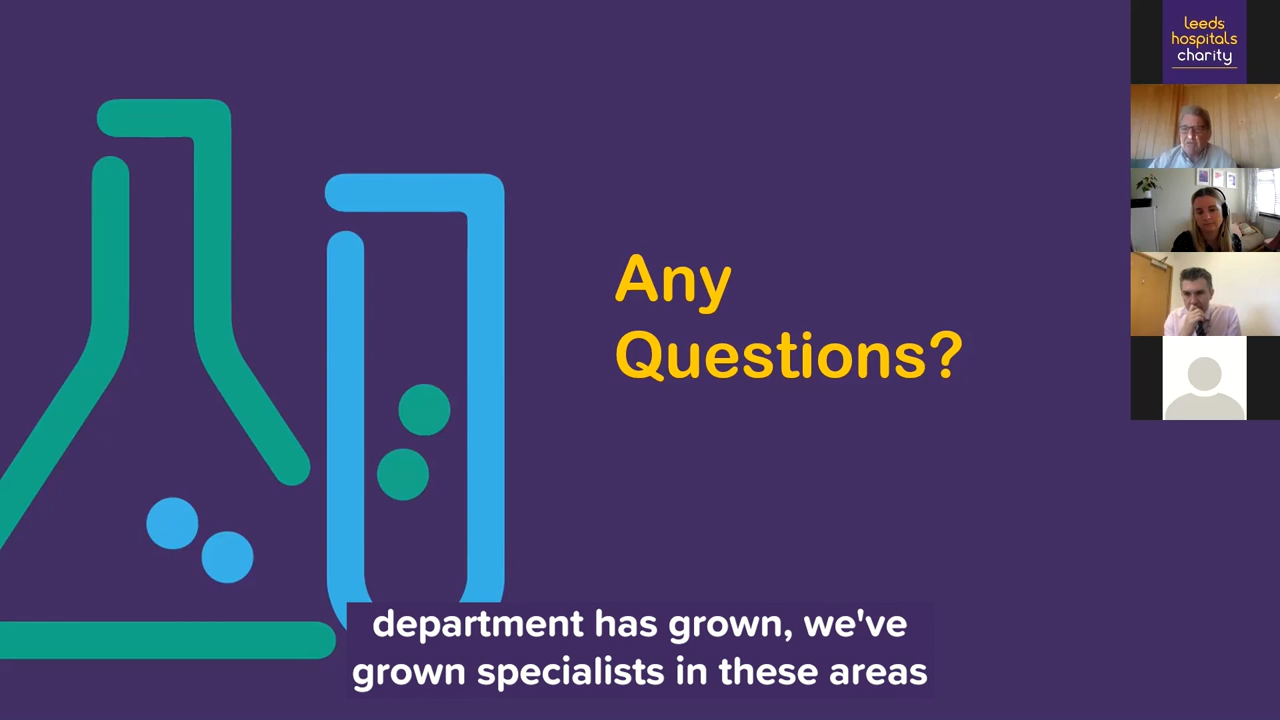 leeds
hospitals
charity
Any
Questions?
department has grown, we've
grown specialists in these areas